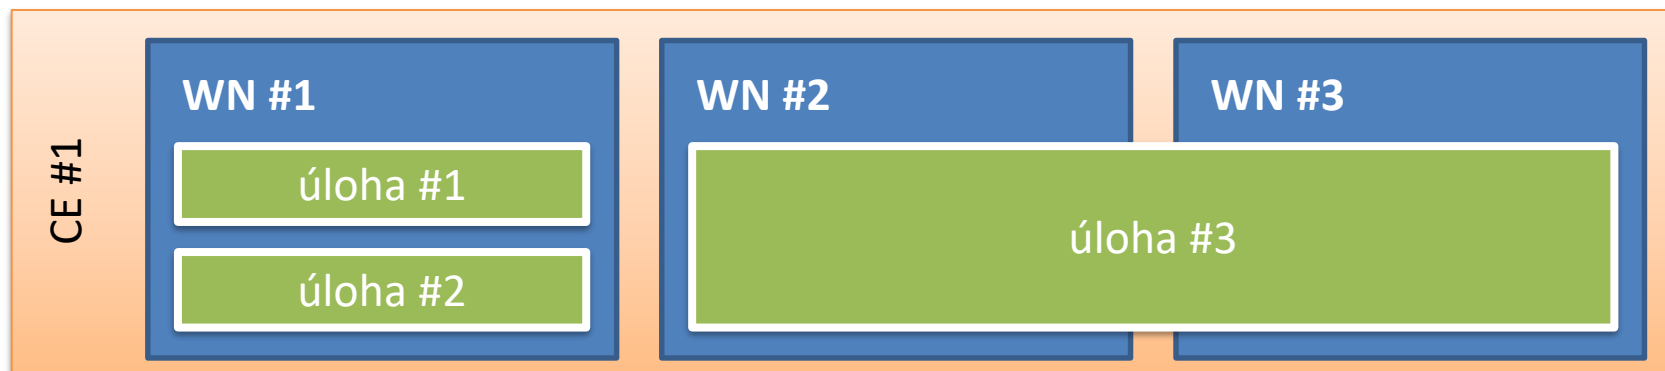 CE #1
WN #1
úloha #1
úloha #2
WN #2
WN #3
úloha #3